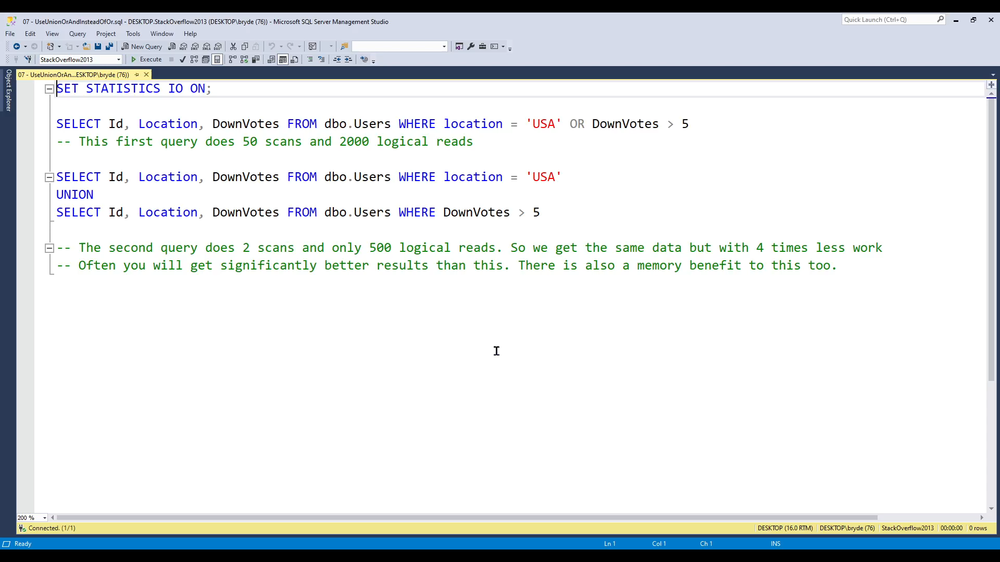 07 - UseUnionOrAndInsteadOfOr.sql - DESKTOP.StackOverflow2013 (DESKTOP\bryde (76)) - Microsoft SQL Server Management Studio
Quick Launch (Ctrl+Q)
File Edit View Query Project Tools Window Help
New Query MDX DMX XMLA DAX
StackOverflow2013 Execute
Object Explorer
07 - UseUnionOrAn...ESKTOP\bryde (76))
SET STATISTICS IO ON;
SELECT Id, Location, DownVotes FROM dbo.Users WHERE location = 'USA' OR DownVotes > 5
-- This first query does 50 scans and 2000 logical reads
SELECT Id, Location, DownVotes FROM dbo.Users WHERE location = 'USA'
UNION
SELECT Id, Location, DownVotes FROM dbo.Users WHERE DownVotes > 5
-- The second query does 2 scans and only 500 logical reads. So we get the same data but with 4 times less work
-- Often you will get significantly better results than this. There is also a memory benefit to this too.
200 %
Connected. (1/1) DESKTOP (16.0 RTM) DESKTOP\bryde (76) StackOverflow2013 00:00:00 0 rows
Ready Ln 1 Col 1 Ch 1 INS